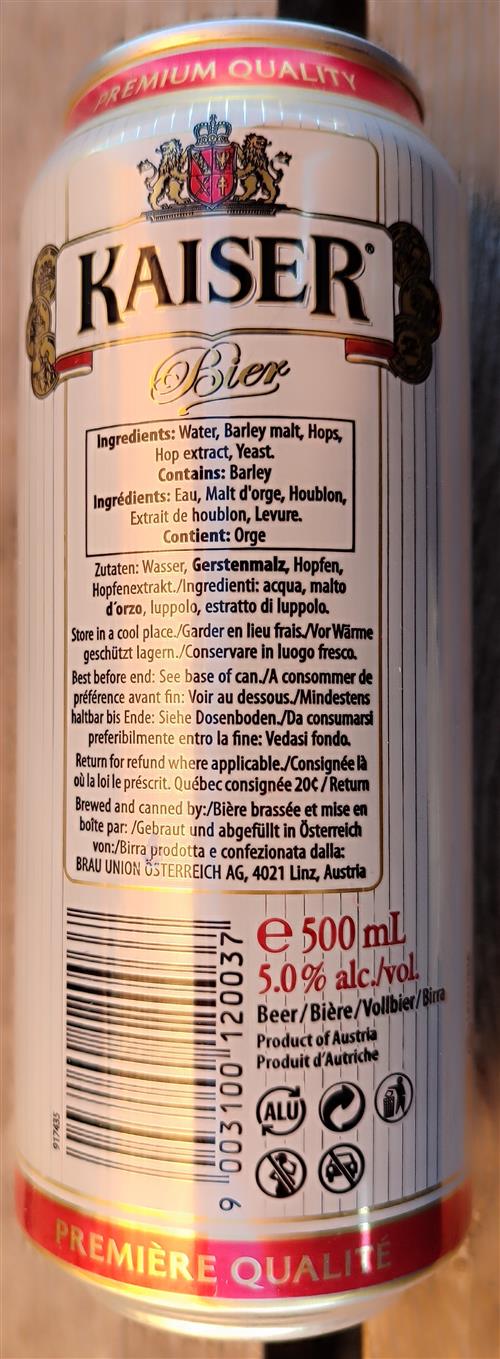 PREMIUM QUALITY
KAISER®
Bier
Ingredients: Water, Barley malt, Hops,
Hop extract, Yeast.
Contains: Barley
Ingrédients: Eau, Malt d'orge, Houblon,
Extrait de houblon, Levure.
Contient: Orge
Zutaten: Wasser, Gerstenmalz, Hopfen,
Hopfenextrakt./Ingredienti: acqua, malto
d'orzo, luppolo, estratto di luppolo.
Store in a cool place./Garder en lieu frais./Vor Wärme
geschützt lagern./Conservare in luogo fresco.
Best before end: See base of can./A consommer de
préférence avant fin: Voir au dessous./Mindestens
haltbar bis Ende: Siehe Dosenboden./Da consumarsi
preferibilmente entro la fine: Vedasi fondo.
Return for refund where applicable./Consignée là
où la loi le préscrit. Québec consignée 20¢ / Return
Brewed and canned by:/Bière brassée et mise en
boîte par: /Gebraut und abgefüllt in Österreich
von:/Birra prodotta e confezionata dalla:
BRAU UNION ÖSTERREICH AG, 4021 Linz, Austria
e 500 mL
5.0% alc./vol.
Beer/Bière/Vollbier/Birra
Product of Austria
Produit d'Autriche
ALU
9 003100 120037
917435
PREMIÈRE QUALITÉ